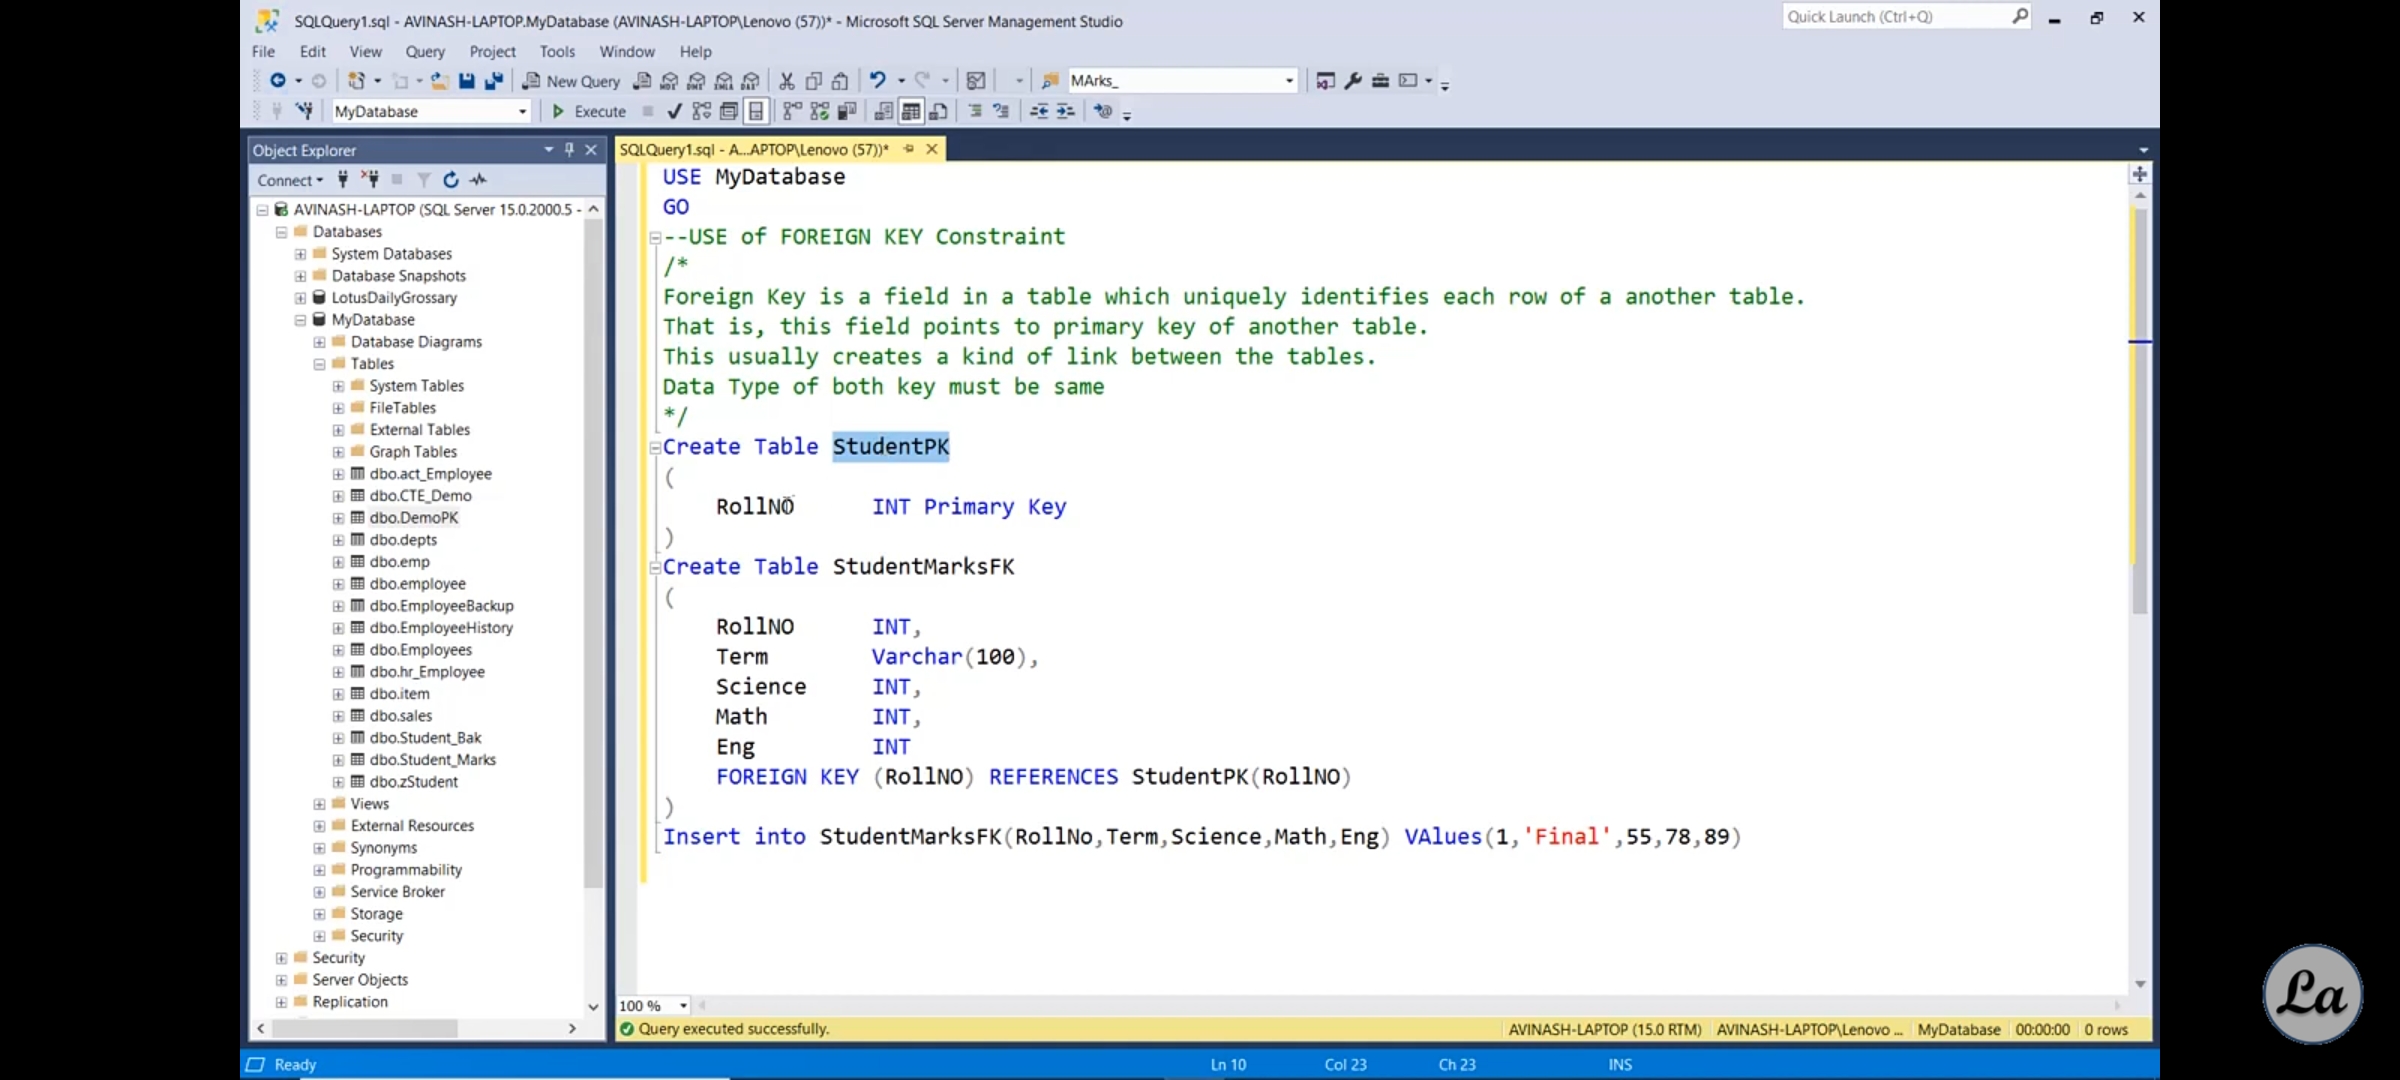 SQLQuery1.sql - AVINASH-LAPTOP.MyDatabase (AVINASH-LAPTOP\Lenovo (57))* - Microsoft SQL Server Management Studio
Quick Launch (Ctrl+Q)
File Edit View Query Project Tools Window Help
New Query MArks_
MyDatabase Execute
Object Explorer
SQLQuery1.sql - A...APTOP\Lenovo (57))*
Connect
AVINASH-LAPTOP (SQL Server 15.0.2000.5 -
Databases
System Databases
Database Snapshots
LotusDailyGrossary
MyDatabase
Database Diagrams
Tables
System Tables
FileTables
External Tables
Graph Tables
dbo.act_Employee
dbo.CTE_Demo
dbo.DemoPK
dbo.depts
dbo.emp
dbo.employee
dbo.EmployeeBackup
dbo.EmployeeHistory
dbo.Employees
dbo.hr_Employee
dbo.item
dbo.sales
dbo.Student_Bak
dbo.Student_Marks
dbo.zStudent
Views
External Resources
Synonyms
Programmability
Service Broker
Storage
Security
Security
Server Objects
Replication
USE MyDatabase
GO
--USE of FOREIGN KEY Constraint
/*
Foreign Key is a field in a table which uniquely identifies each row of a another table.
That is, this field points to primary key of another table.
This usually creates a kind of link between the tables.
Data Type of both key must be same
*/
Create Table StudentPK
(
RollNO INT Primary Key
)
Create Table StudentMarksFK
(
RollNO INT,
Term Varchar(100),
Science INT,
Math INT,
Eng INT
FOREIGN KEY (RollNO) REFERENCES StudentPK(RollNO)
)
Insert into StudentMarksFK(RollNo,Term,Science,Math,Eng) VAlues(1,'Final',55,78,89)
100 %
Query executed successfully.
AVINASH-LAPTOP (15.0 RTM) AVINASH-LAPTOP\Lenovo ... MyDatabase 00:00:00 0 rows
Ready Ln 10 Col 23 Ch 23 INS
La